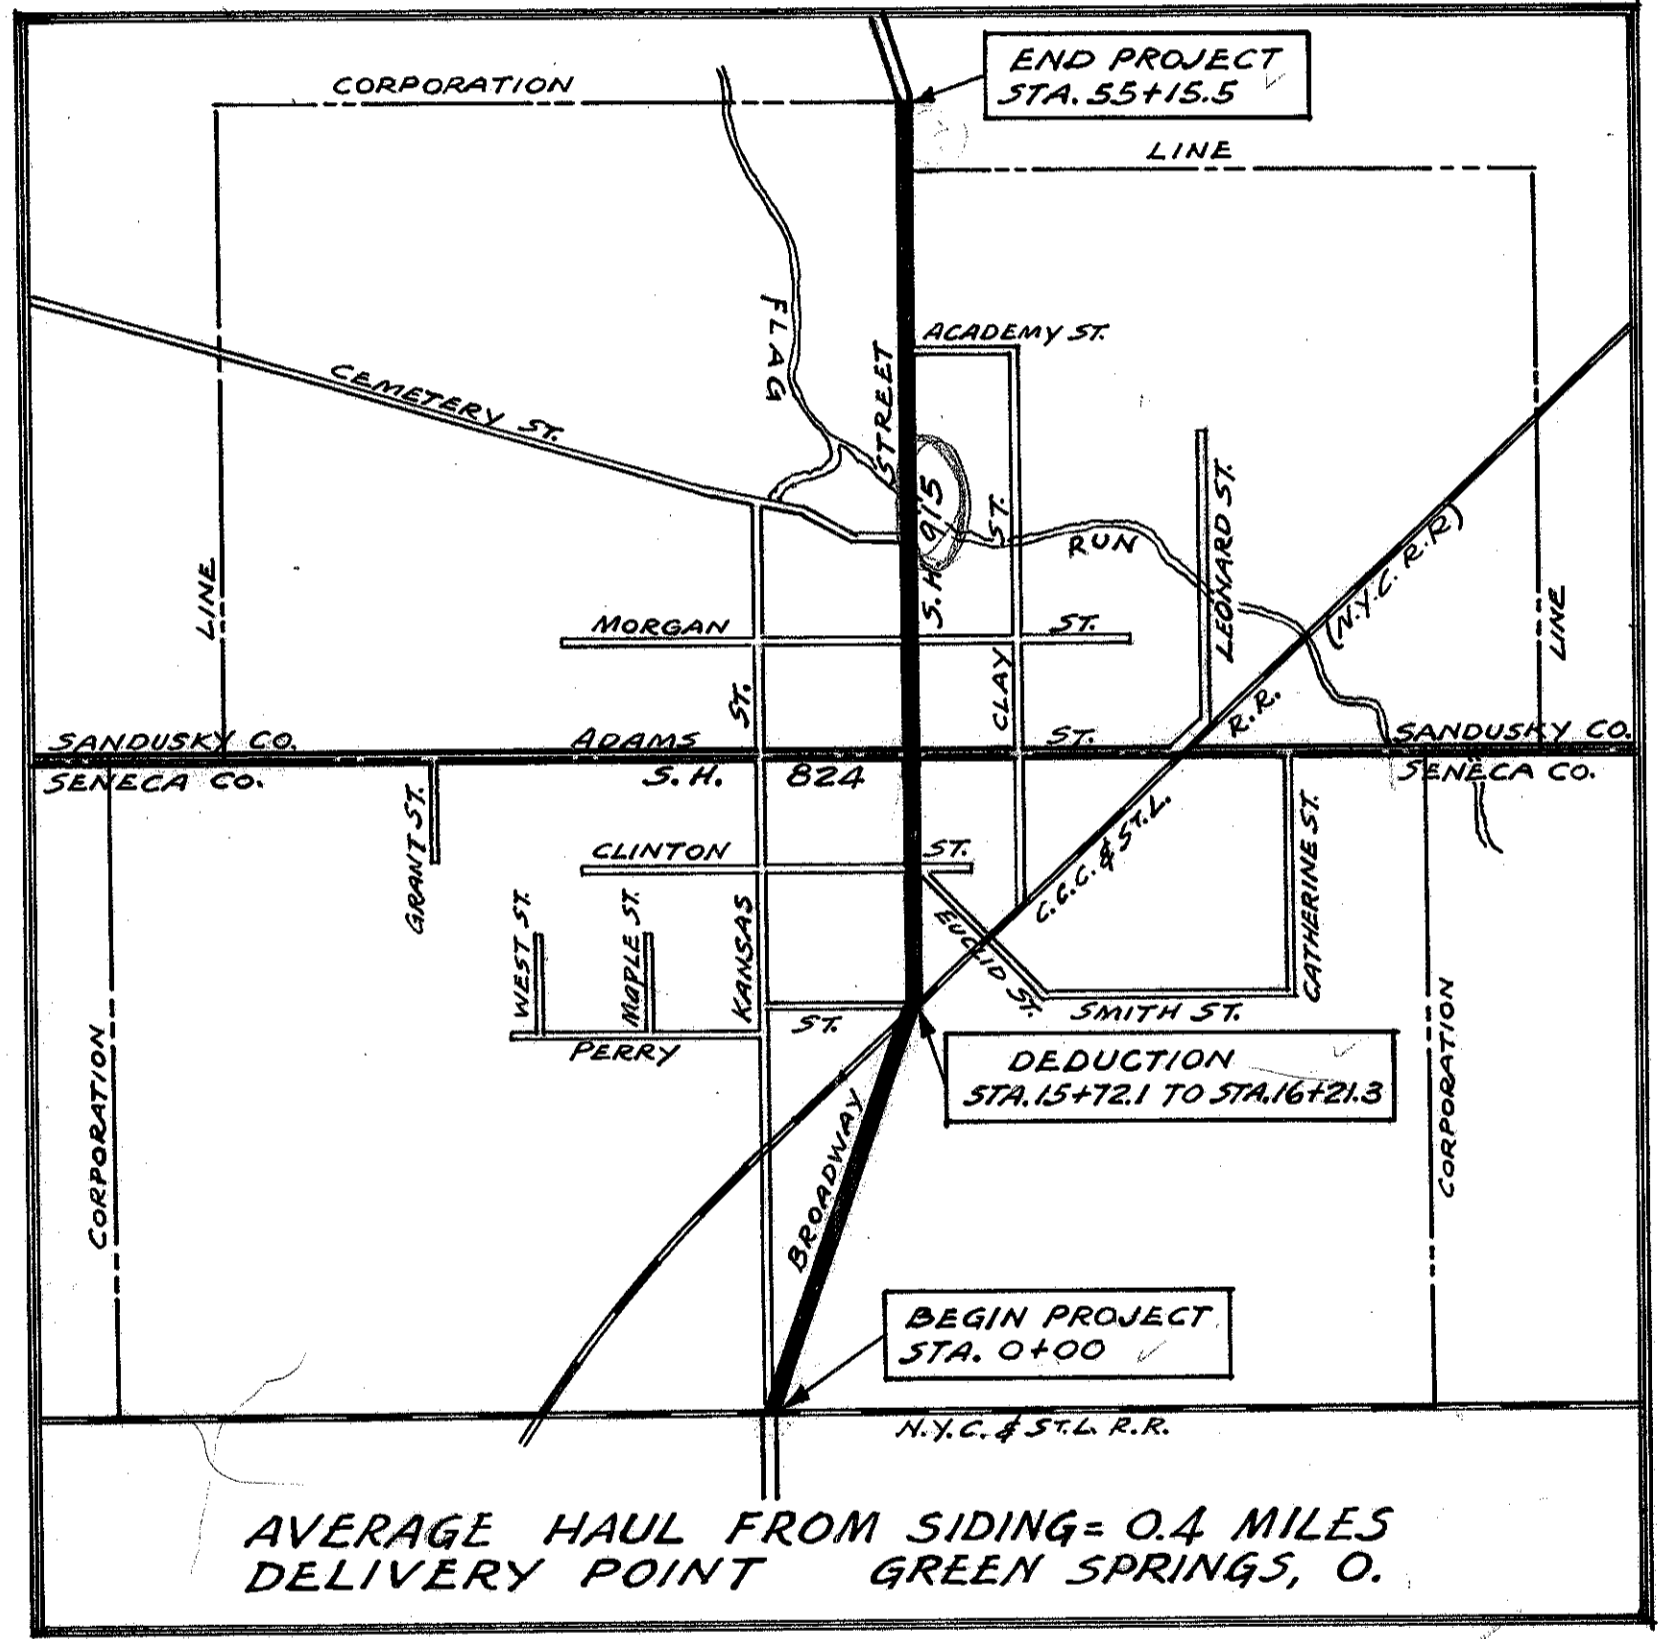 END PROJECT
STA. 55+15.5
CORPORATION
LINE
FLAG
ACADEMY ST.
STREET
CEMETERY ST.
S.H. 915
ST.
RUN
LEONARD ST.
(N.Y.C. R.R)
LINE
LINE
MORGAN
ST.
ST.
CLAY
R.R.
SANDUSKY CO.
ADAMS
ST.
SANDUSKY CO.
SENECA CO.
S.H. 824
SENECA CO.
GRANT ST.
CLINTON
ST.
C.C.C. & ST.L.
CATHERINE ST.
WEST ST.
MAPLE ST.
KANSAS
EUCLID ST.
SMITH ST.
ST.
PERRY
DEDUCTION
STA.15+72.1 TO STA.16+21.3
CORPORATION
CORPORATION
BROADWAY
BEGIN PROJECT
STA. 0+00
N.Y.C. & ST.L. R.R.
AVERAGE HAUL FROM SIDING= 0.4 MILES
DELIVERY POINT GREEN SPRINGS, O.